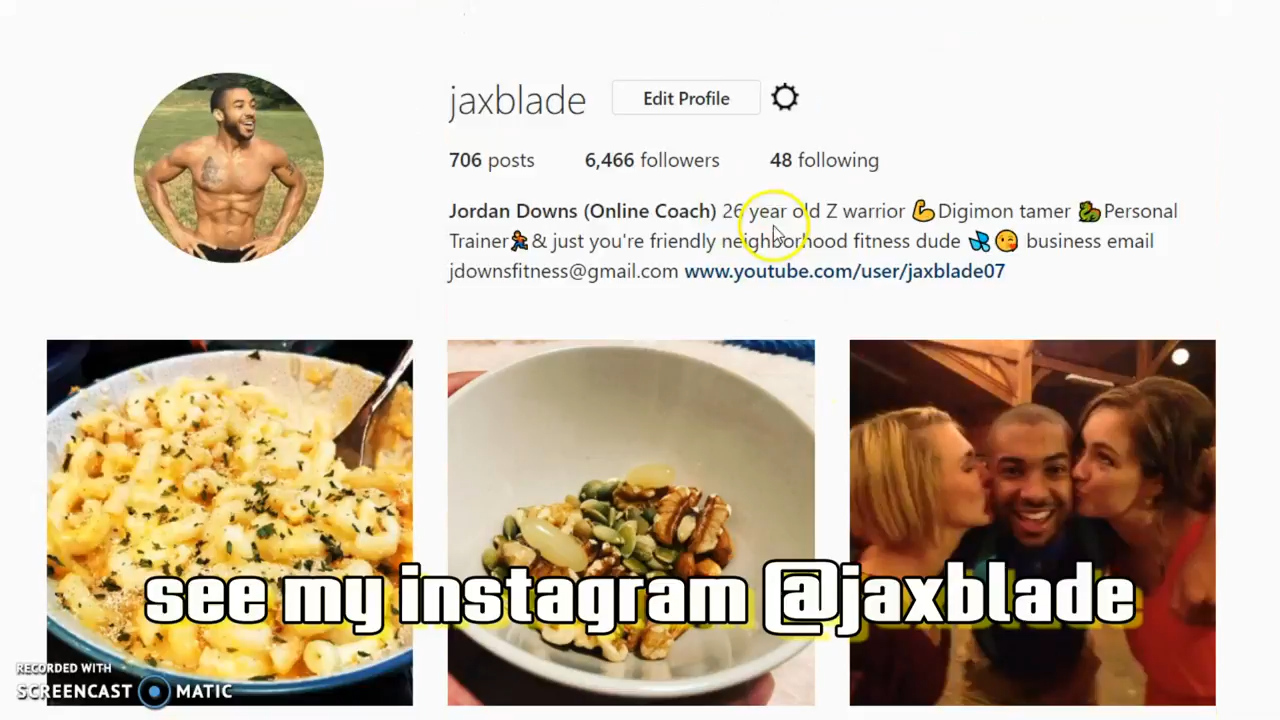 jaxblade Edit Profile
706 posts 6,466 followers 48 following
Jordan Downs (Online Coach) 26 year old Z warrior 💪Digimon tamer 🐉Personal
Trainer🏃& just you're friendly neighborhood fitness dude 💦😘 business email
jdownsfitness@gmail.com www.youtube.com/user/jaxblade07
see my instagram @jaxblade
RECORDED WITH
SCREENCAST MATIC